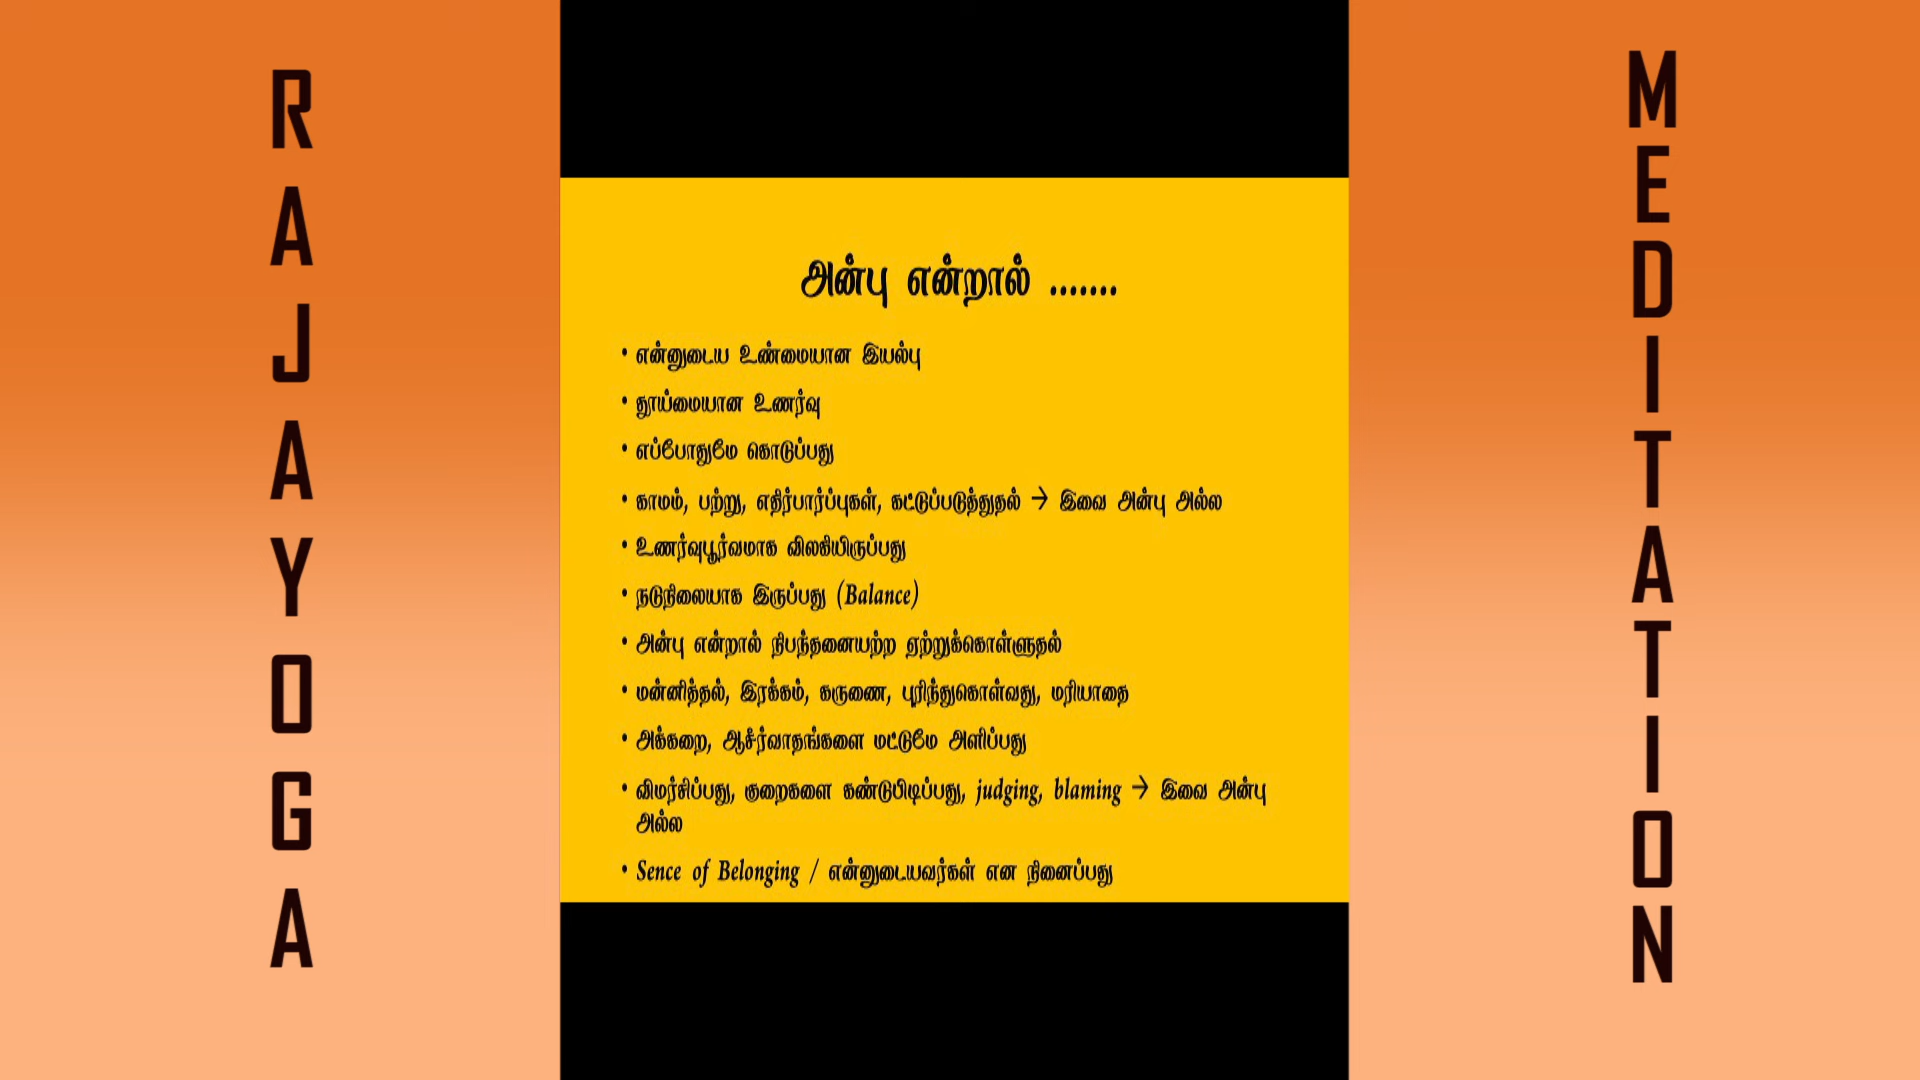 RAJAYOGA
அன்பு என்றால் .......
• என்னுடைய உண்மையான இயல்பு
• தூய்மையான உணர்வு
• எப்போதுமே கொடுப்பது
• காமம், பற்று, எதிர்பார்ப்புகள், கட்டுப்படுத்துதல் → இவை அன்பு அல்ல
• உணர்வுபூர்வமாக விலகியிருப்பது
• நடுநிலையாக இருப்பது (Balance)
• அன்பு என்றால் நிபந்தனையற்ற ஏற்றுக்கொள்ளுதல்
• மன்னித்தல், இரக்கம், கருணை, புரிந்துகொள்வது, மரியாதை
• அக்கறை, ஆசீர்வாதங்களை மட்டுமே அளிப்பது
• விமர்சிப்பது, குறைகளை கண்டுபிடிப்பது, judging, blaming → இவை அன்பு
அல்ல
• Sence of Belonging / என்னுடையவர்கள் என நினைப்பது
MEDITATION